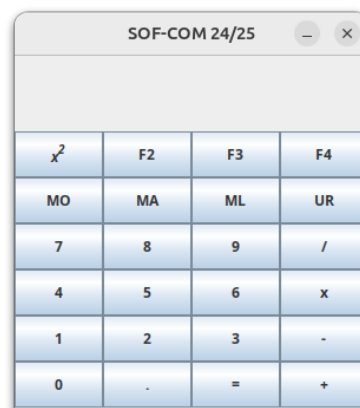 SOF-COM 24/25
x² F2 F3 F4
MO MA ML UR
7 8 9 /
4 5 6 x
1 2 3 -
0 . = +